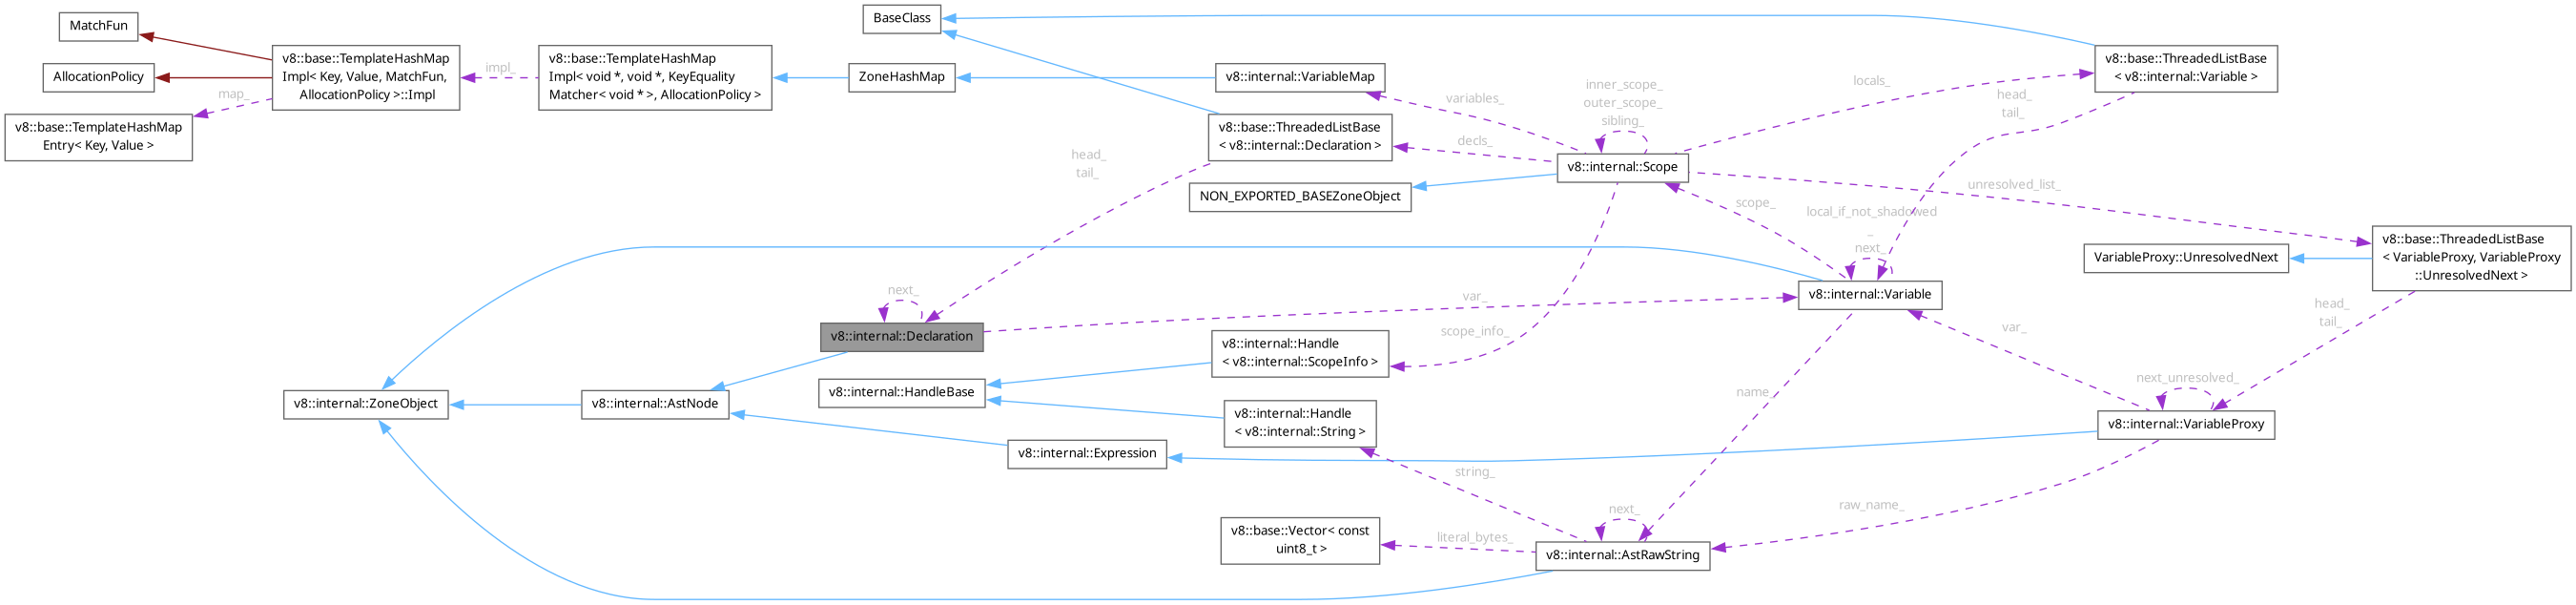 MatchFun
AllocationPolicy
v8::base::TemplateHashMap
Entry< Key, Value >
v8::base::TemplateHashMap
Impl< Key, Value, MatchFun,
AllocationPolicy >::Impl
map_
impl_
v8::base::TemplateHashMap
Impl< void *, void *, KeyEquality
Matcher< void * >, AllocationPolicy >
BaseClass
ZoneHashMap
v8::internal::VariableMap
v8::base::ThreadedListBase
< v8::internal::Declaration >
NON_EXPORTED_BASEZoneObject
variables_
decls_
inner_scope_
outer_scope_
sibling_
v8::internal::Scope
locals_
v8::base::ThreadedListBase
< v8::internal::Variable >
head_
tail_
unresolved_list_
head_
tail_
scope_
local_if_not_shadowed
_
next_
v8::internal::Variable
VariableProxy::UnresolvedNext
v8::base::ThreadedListBase
< VariableProxy, VariableProxy
::UnresolvedNext >
head_
tail_
next_
v8::internal::Declaration
var_
scope_info_
var_
v8::internal::Handle
< v8::internal::ScopeInfo >
v8::internal::ZoneObject
v8::internal::AstNode
v8::internal::HandleBase
v8::internal::Handle
< v8::internal::String >
name_
next_unresolved_
v8::internal::VariableProxy
v8::internal::Expression
string_
raw_name_
next_
literal_bytes_
v8::base::Vector< const
uint8_t >
v8::internal::AstRawString